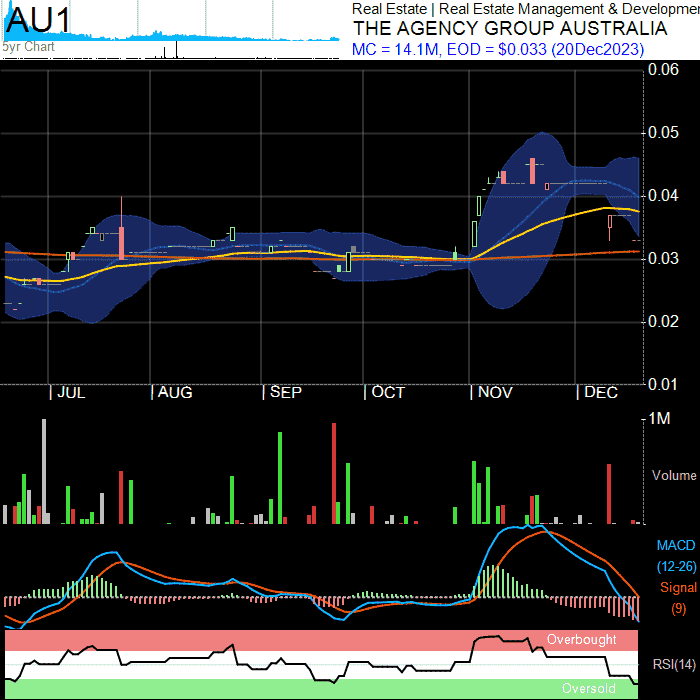 AU1
5yr Chart
Real Estate | Real Estate Management & Developmen
THE AGENCY GROUP AUSTRALIA
MC = 14.1M, EOD = $0.033 (20Dec2023)
0.06
0.05
0.04
0.03
0.02
0.01
| JUL | AUG | SEP | OCT | NOV | DEC
1M
Volume
MACD
(12-26)
Signal
(9)
Overbought
RSI(14)
Oversold